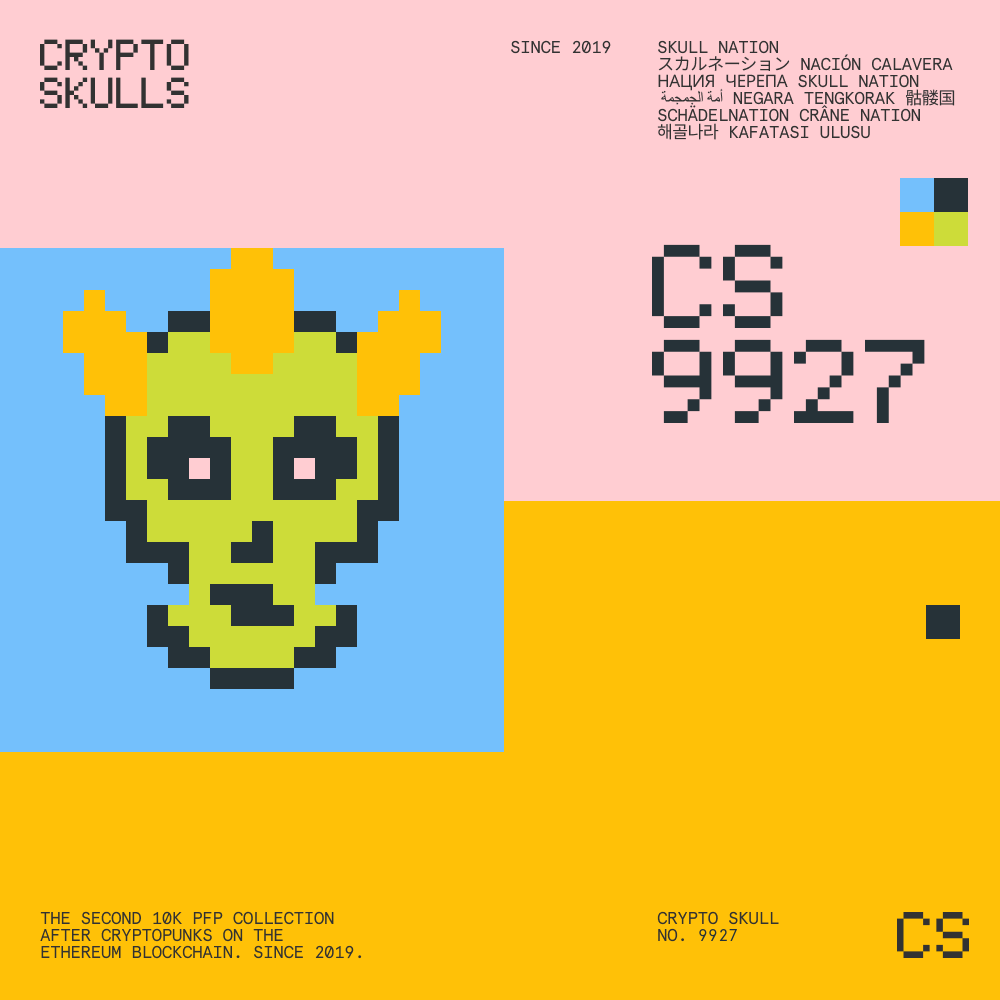 CRYPTO
SKULLS
SINCE 2019
SKULL NATION
スカルネーション NACIÓN CALAVERA
НАЦИЯ ЧЕРЕПА SKULL NATION
أمة الجمجمة NEGARA TENGKORAK 骷髅国
SCHÄDELNATION CRÂNE NATION
해골나라 KAFATASI ULUSU
CS
9927
THE SECOND 10K PFP COLLECTION
AFTER CRYPTOPUNKS ON THE
ETHEREUM BLOCKCHAIN. SINCE 2019.
CRYPTO SKULL
NO. 9927
CS